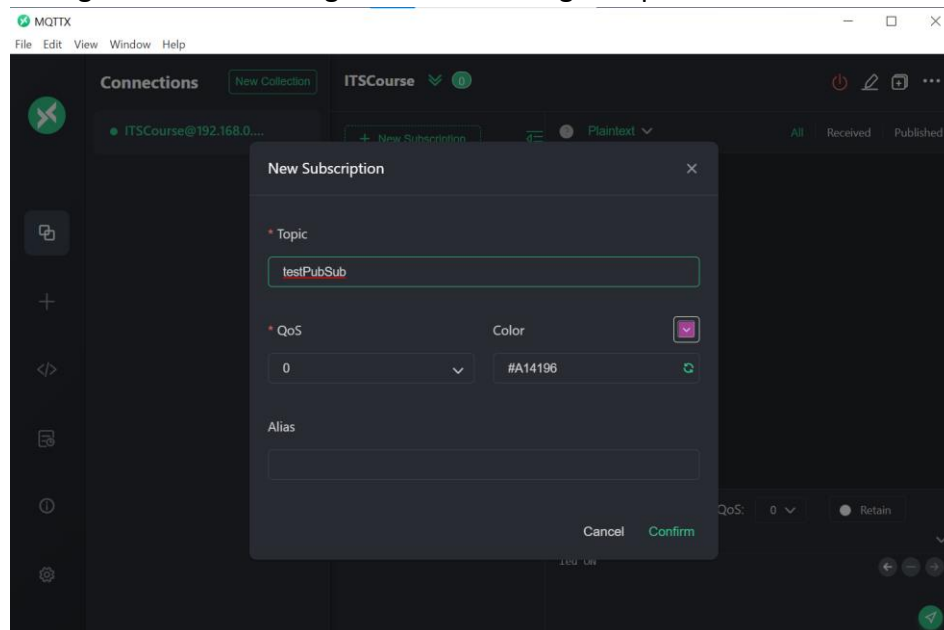 MQTTX
File Edit View Window Help
Connections
New Collection
ITSCourse
0
ITSCourse@192.168.0....
+ New Subscription
Plaintext
All Received Published
New Subscription
* Topic
testPubSub
* QoS
Color
0
#A14196
Alias
QoS: 0
Retain
Cancel Confirm
led ON